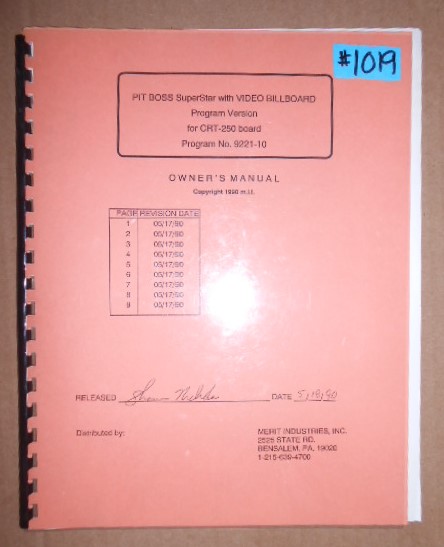 #1019
PIT BOSS SuperStar with VIDEO BILLBOARD
Program Version
for CRT-250 board
Program No. 9221-10
OWNER'S MANUAL
Copyright 1990 m.i.i.
PAGE REVISION DATE
1 05/17/90
2 05/17/90
3 05/17/90
4 05/17/90
5 05/17/90
6 05/17/90
7 05/17/90
8 05/17/90
9 05/17/90
RELEASED Shawn DATE 5/18/90
Distributed by:
MERIT INDUSTRIES, INC.
2525 STATE RD.
BENSALEM, PA. 19020
1-215-639-4700